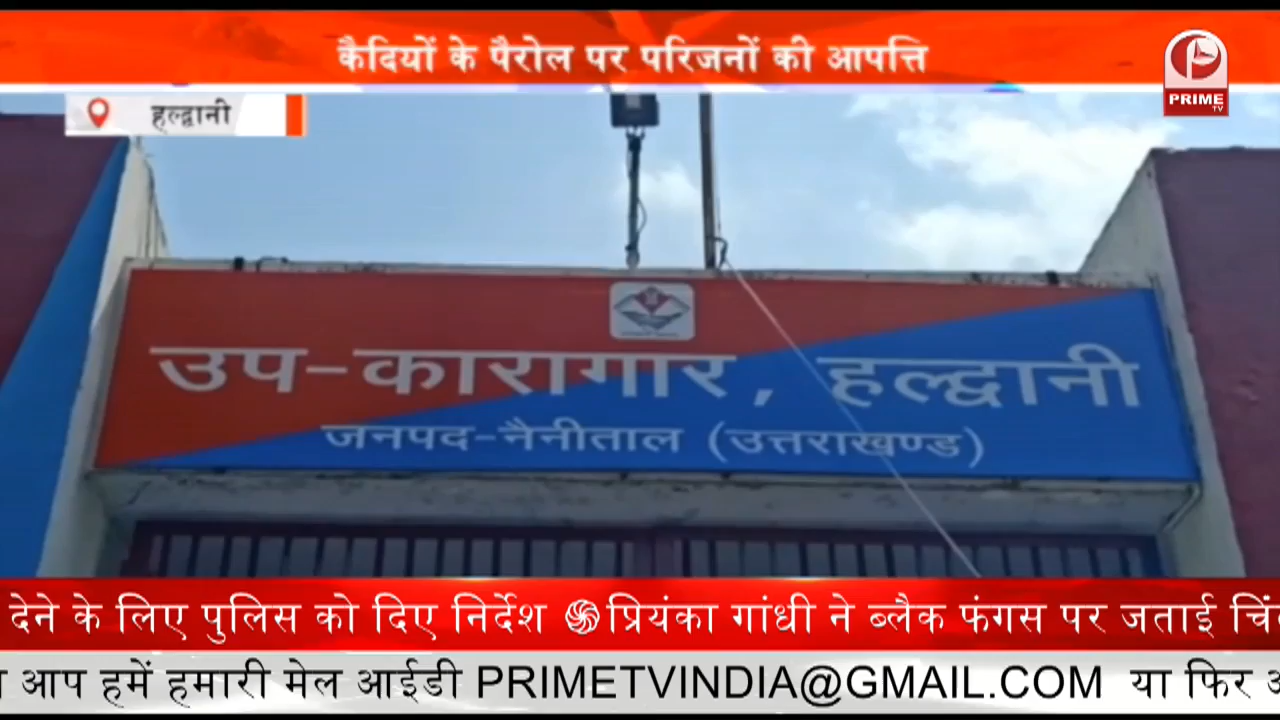 कैदियों के पैरोल पर परिजनों की आपत्ति
PRIME
TV
हल्द्वानी
उप-कारागार, हल्द्वानी
जनपद-नैनीताल (उत्तराखण्ड)
देने के लिए पुलिस को दिए निर्देश प्रियंका गांधी ने ब्लैक फंगस पर जताई
आप हमें हमारी मेल आईडी PRIMETVINDIA@GMAIL.COM या फिर